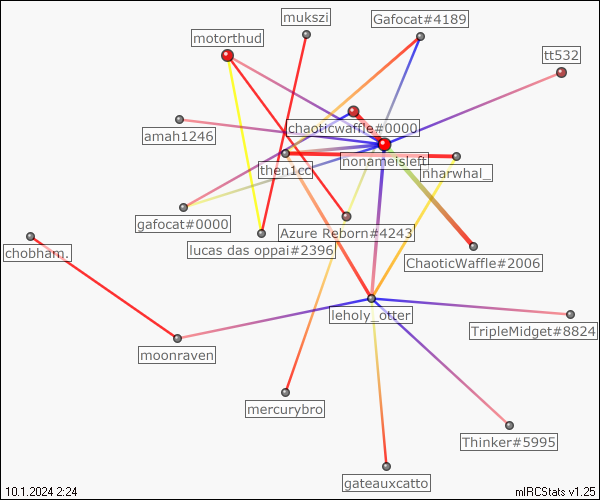 mukszi
Gafocat#4189
motorthud
tt532
chaoticwaffle#0000
amah1246
nonameisleft
then1cc
nharwhal_
gafocat#0000
Azure Reborn#4243
lucas das oppai#2396
chobham.
ChaoticWaffle#2006
leholy_otter
TripleMidget#8824
moonraven
mercurybro
Thinker#5995
gateauxcatto
10.1.2024 2:24
mIRCStats v1.25